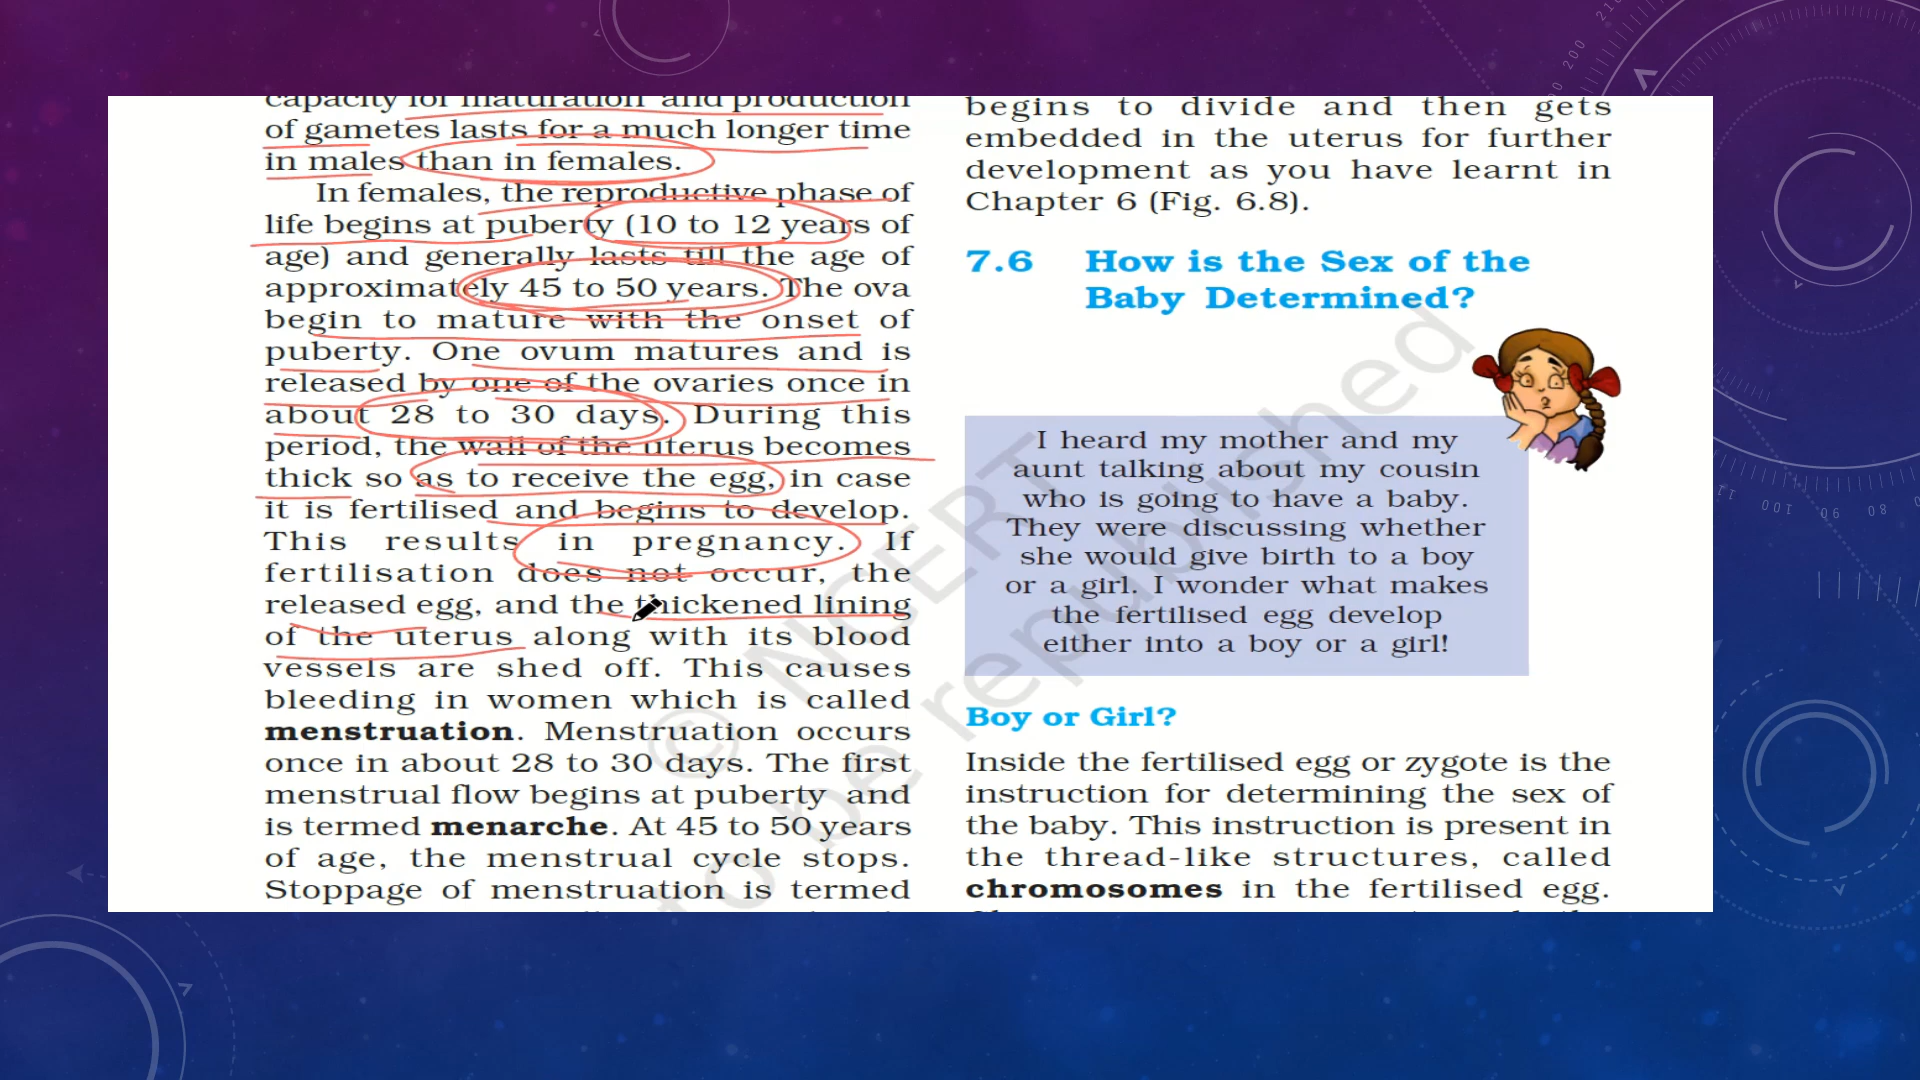 capacity for maturation and production
of gametes lasts for a much longer time
in males than in females.
In females, the reproductive phase of
life begins at puberty (10 to 12 years of
age) and generally lasts till the age of
approximately 45 to 50 years. The ova
begin to mature with the onset of
puberty. One ovum matures and is
released by one of the ovaries once in
about 28 to 30 days. During this
period, the wall of the uterus becomes
thick so as to receive the egg, in case
it is fertilised and begins to develop.
This results in pregnancy. If
fertilisation does not occur, the
released egg, and the thickened lining
of the uterus along with its blood
vessels are shed off. This causes
bleeding in women which is called
menstruation. Menstruation occurs
once in about 28 to 30 days. The first
menstrual flow begins at puberty and
is termed menarche. At 45 to 50 years
of age, the menstrual cycle stops.
Stoppage of menstruation is termed
begins to divide and then gets
embedded in the uterus for further
development as you have learnt in
Chapter 6 (Fig. 6.8).
7.6 How is the Sex of the
Baby Determined?
I heard my mother and my
aunt talking about my cousin
who is going to have a baby.
They were discussing whether
she would give birth to a boy
or a girl. I wonder what makes
the fertilised egg develop
either into a boy or a girl!
Boy or Girl?
Inside the fertilised egg or zygote is the
instruction for determining the sex of
the baby. This instruction is present in
the thread-like structures, called
chromosomes in the fertilised egg.
© NCERT
to be republished
210
200
100
90
80